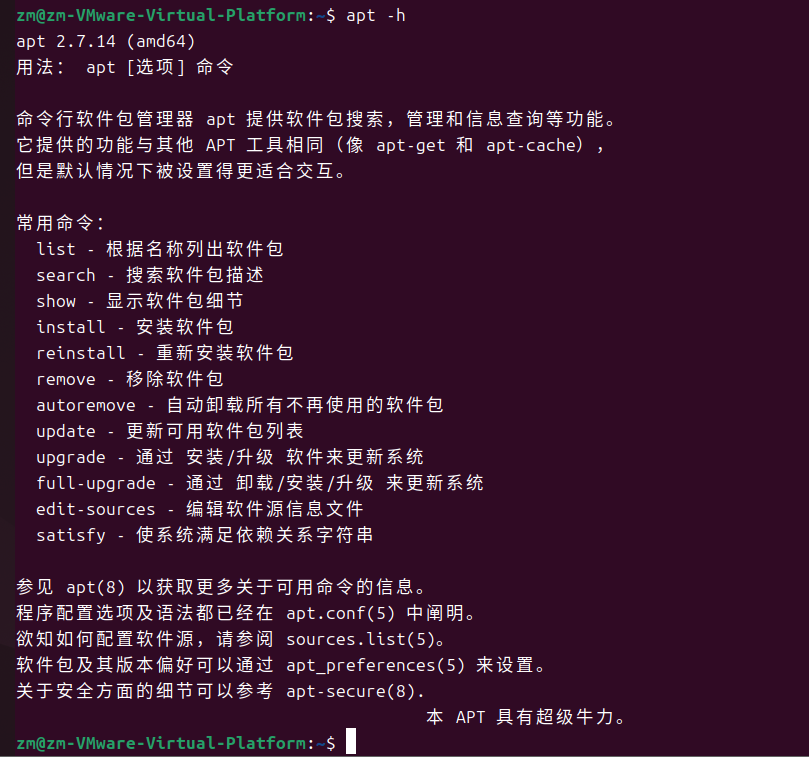 zm@zm-VMware-Virtual-Platform:~$ apt -h
apt 2.7.14 (amd64)
用法： apt [选项] 命令
命令行软件包管理器 apt 提供软件包搜索，管理和信息查询等功能。
它提供的功能与其他 APT 工具相同（像 apt-get 和 apt-cache），
但是默认情况下被设置得更适合交互。
常用命令：
list - 根据名称列出软件包
search - 搜索软件包描述
show - 显示软件包细节
install - 安装软件包
reinstall - 重新安装软件包
remove - 移除软件包
autoremove - 自动卸载所有不再使用的软件包
update - 更新可用软件包列表
upgrade - 通过 安装/升级 软件来更新系统
full-upgrade - 通过 卸载/安装/升级 来更新系统
edit-sources - 编辑软件源信息文件
satisfy - 使系统满足依赖关系字符串
参见 apt(8) 以获取更多关于可用命令的信息。
程序配置选项及语法都已经在 apt.conf(5) 中阐明。
欲知如何配置软件源，请参阅 sources.list(5)。
软件包及其版本偏好可以通过 apt_preferences(5) 来设置。
关于安全方面的细节可以参考 apt-secure(8).
本 APT 具有超级牛力。
zm@zm-VMware-Virtual-Platform:~$